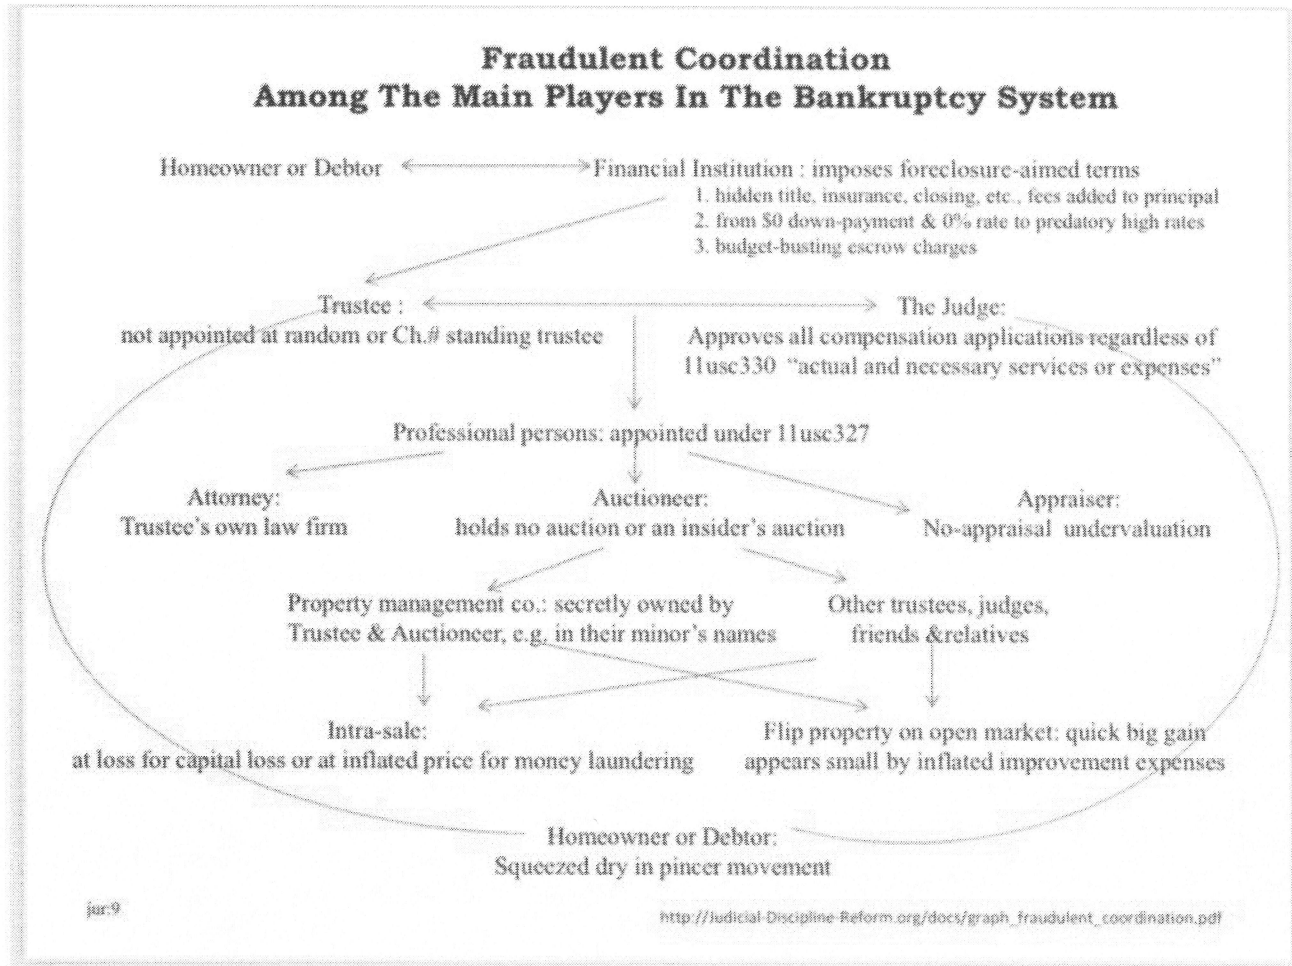 Fraudulent Coordination
Among The Main Players In The Bankruptcy System
Homeowner or Debtor
Financial Institution : imposes foreclosure-aimed terms
1. hidden title, insurance, closing, etc., fees added to principal
2. from $0 down-payment & 0% rate to predatory high rates
3. budget-busting escrow charges
Trustee :
not appointed at random or Ch.# standing trustee
The Judge:
Approves all compensation applications regardless of
11usc330 “actual and necessary services or expenses”
Professional persons: appointed under 11usc327
Attorney:
Trustee’s own law firm
Auctioneer:
holds no auction or an insider’s auction
Appraiser:
No-appraisal undervaluation
Property management co.: secretly owned by
Trustee & Auctioneer, e.g. in their minor’s names
Other trustees, judges,
friends &relatives
Intra-sale:
at loss for capital loss or at inflated price for money laundering
Flip property on open market: quick big gain
appears small by inflated improvement expenses
Homeowner or Debtor:
Squeezed dry in pincer movement
jur:9
http://Judicial-Discipline-Reform.org/docs/graph_fraudulent_coordination.pdf